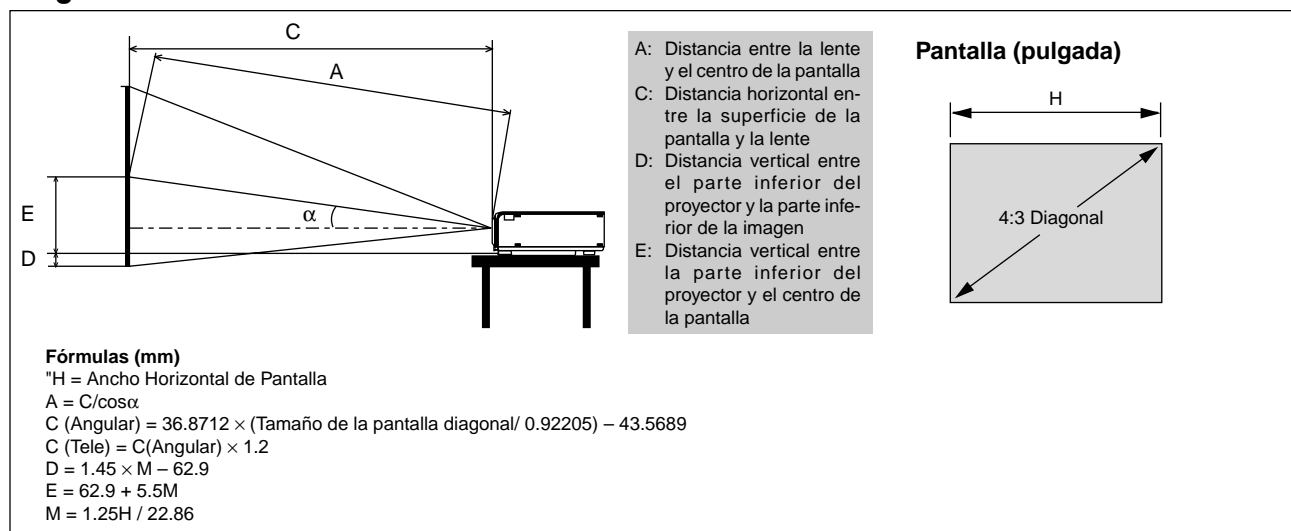 C
A
E
D
α
A: Distancia entre la lente
y el centro de la pantalla
C: Distancia horizontal en-
tre la superficie de la
pantalla y la lente
D: Distancia vertical entre
el parte inferior del
proyector y la parte infe-
rior de la imagen
E: Distancia vertical entre
la parte inferior del
proyector y el centro de
la pantalla
Pantalla (pulgada)
H
4:3 Diagonal
Fórmulas (mm)
"H = Ancho Horizontal de Pantalla
A = C/cosα
C (Angular) = 36.8712 × (Tamaño de la pantalla diagonal/ 0.92205) – 43.5689
C (Tele) = C(Angular) × 1.2
D = 1.45 × M – 62.9
E = 62.9 + 5.5M
M = 1.25H / 22.86